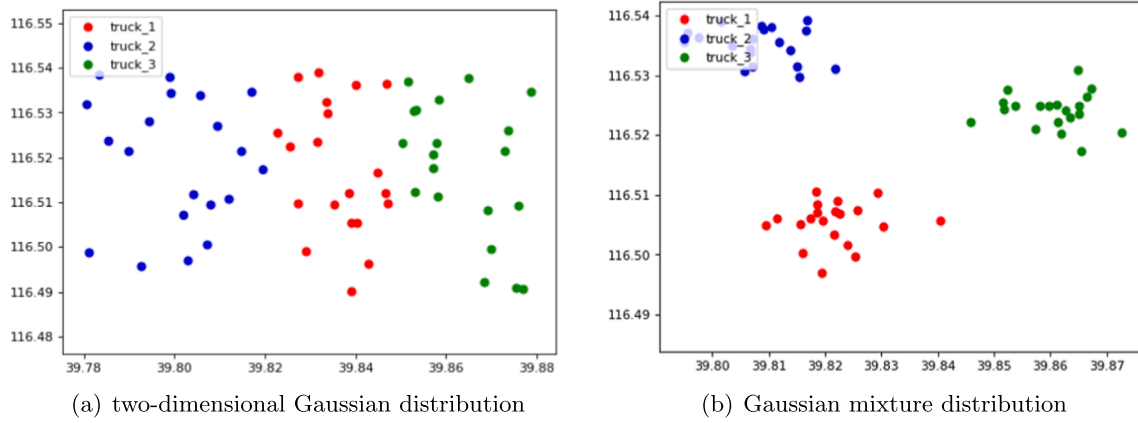 116.55
116.54
116.53
116.52
116.51
116.50
116.49
116.48
truck_1
truck_2
truck_3
39.78 39.80 39.82 39.84 39.86 39.88
(a) two-dimensional Gaussian distribution
116.54
116.53
116.52
116.51
116.50
116.49
truck_1
truck_2
truck_3
39.80 39.81 39.82 39.83 39.84 39.85 39.86 39.87
(b) Gaussian mixture distribution